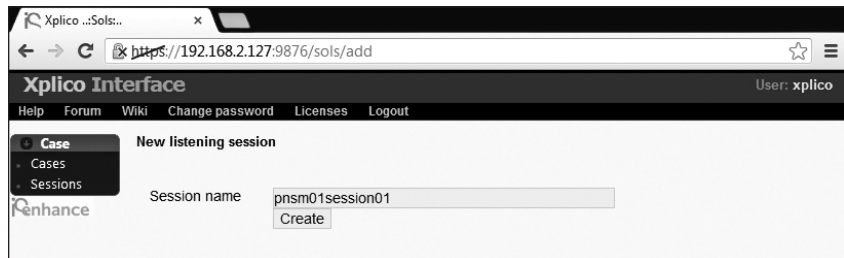 Xplico ..:Sols:..
https://192.168.2.127:9876/sols/add
Xplico Interface
User: xplico
Help Forum Wiki Change password Licenses Logout
Case
New listening session
Cases
Sessions
Session name
pnsm01session01
enhance
Create